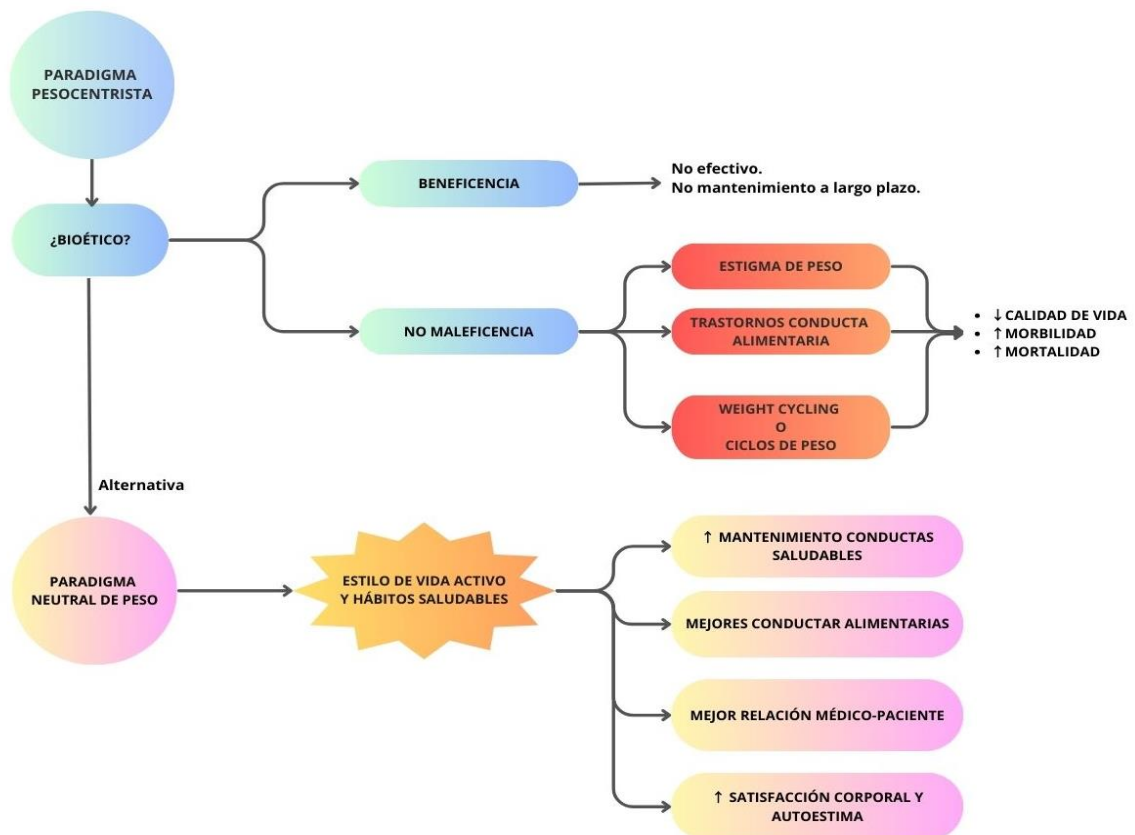 PARADIGMA
PESOCENTRISTA
¿BIOÉTICO?
BENEFICENCIA
No efectivo.
No mantenimiento a largo plazo.
NO MALEFICENCIA
ESTIGMA DE PESO
TRASTORNOS CONDUCTA
ALIMENTARIA
WEIGHT CYCLING
O
CICLOS DE PESO
• ↓ CALIDAD DE VIDA
• ↑ MORBILIDAD
• ↑ MORTALIDAD
Alternativa
PARADIGMA
NEUTRAL DE PESO
ESTILO DE VIDA ACTIVO
Y HÁBITOS SALUDABLES
↑ MANTENIMIENTO CONDUCTAS
SALUDABLES
MEJORES CONDUCTAR ALIMENTARIAS
MEJOR RELACIÓN MÉDICO-PACIENTE
↑ SATISFACCIÓN CORPORAL Y
AUTOESTIMA